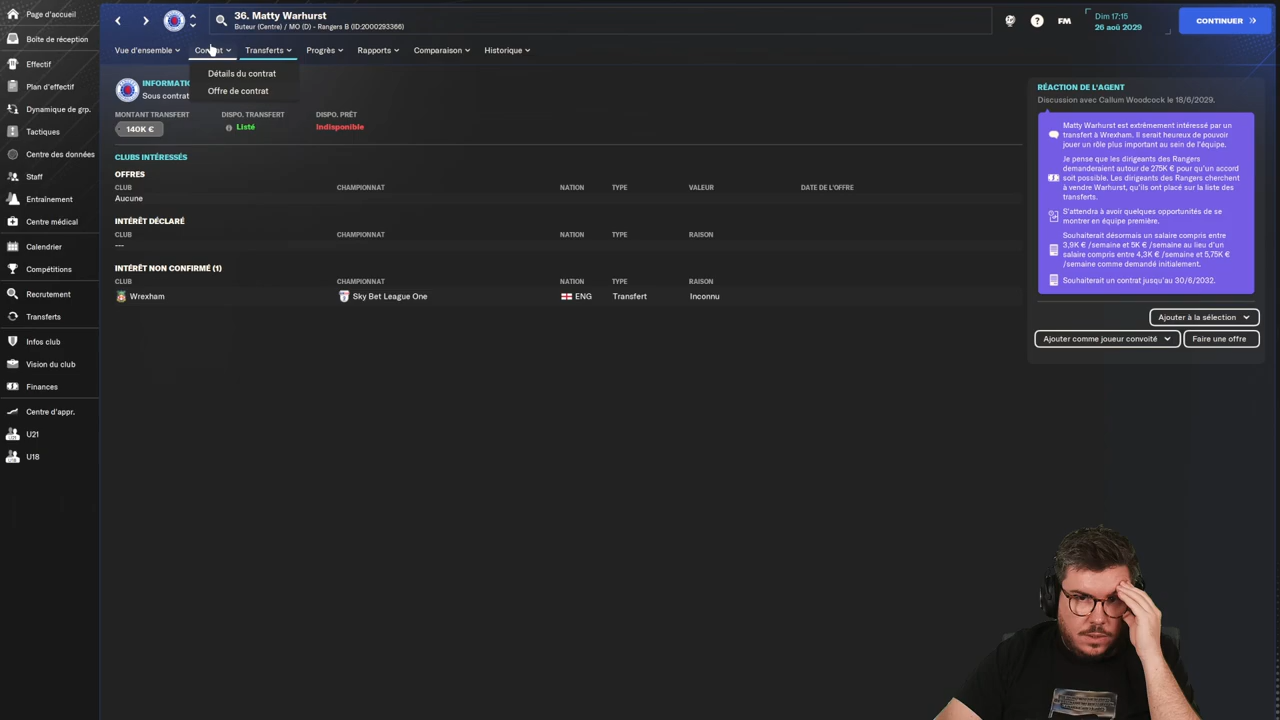 Page d'accueil
Boîte de réception
Effectif
Plan d'effectif
Dynamique de grp.
Tactiques
Centre des données
Staff
Entraînement
Centre médical
Calendrier
Compétitions
Recrutement
Transferts
Infos club
Vision du club
Finances
Centre d'appr.
U21
U18
36. Matty Warhurst
Buteur (Centre) / MO (D) - Rangers B (ID:2000293366)
FM
Dim 17:15
26 aoû 2029
CONTINUER
Vue d'ensemble
Transferts
Progrès
Rapports
Comparaison
Historique
Détails du contrat
Offre de contrat
Sous contrat
MONTANT TRANSFERT
DISPO. TRANSFERT
DISPO. PRÊT
140K €
Listé
Indisponible
CLUBS INTÉRESSÉS
OFFRES
CLUB CHAMPIONNAT NATION TYPE VALEUR DATE DE L'OFFRE
Aucune
INTÉRÊT DÉCLARÉ
CLUB CHAMPIONNAT NATION TYPE RAISON
---
INTÉRÊT NON CONFIRMÉ (1)
CLUB CHAMPIONNAT NATION TYPE RAISON
Wrexham Sky Bet League One ENG Transfert Inconnu
RÉACTION DE L'AGENT
Discussion avec Callum Woodcock le 18/6/2029.
Matty Warhurst est extrêmement intéressé par un
transfert à Wrexham. Il serait heureux de pouvoir
jouer un rôle plus important au sein de l'équipe.
Je pense que les dirigeants des Rangers
demanderaient autour de 275K € pour qu'un accord
soit possible. Les dirigeants des Rangers cherchent
à vendre Warhurst, qu'ils ont placé sur la liste des
transferts.
S'attendra à avoir quelques opportunités de se
montrer en équipe première.
Souhaiterait désormais un salaire compris entre
3,9K € /semaine et 5K € /semaine au lieu d'un
salaire compris entre 4,3K € /semaine et 5,75K €
/semaine comme demandé initialement.
Souhaiterait un contrat jusqu'au 30/6/2032.
Ajouter à la sélection
Ajouter comme joueur convoité
Faire une offre